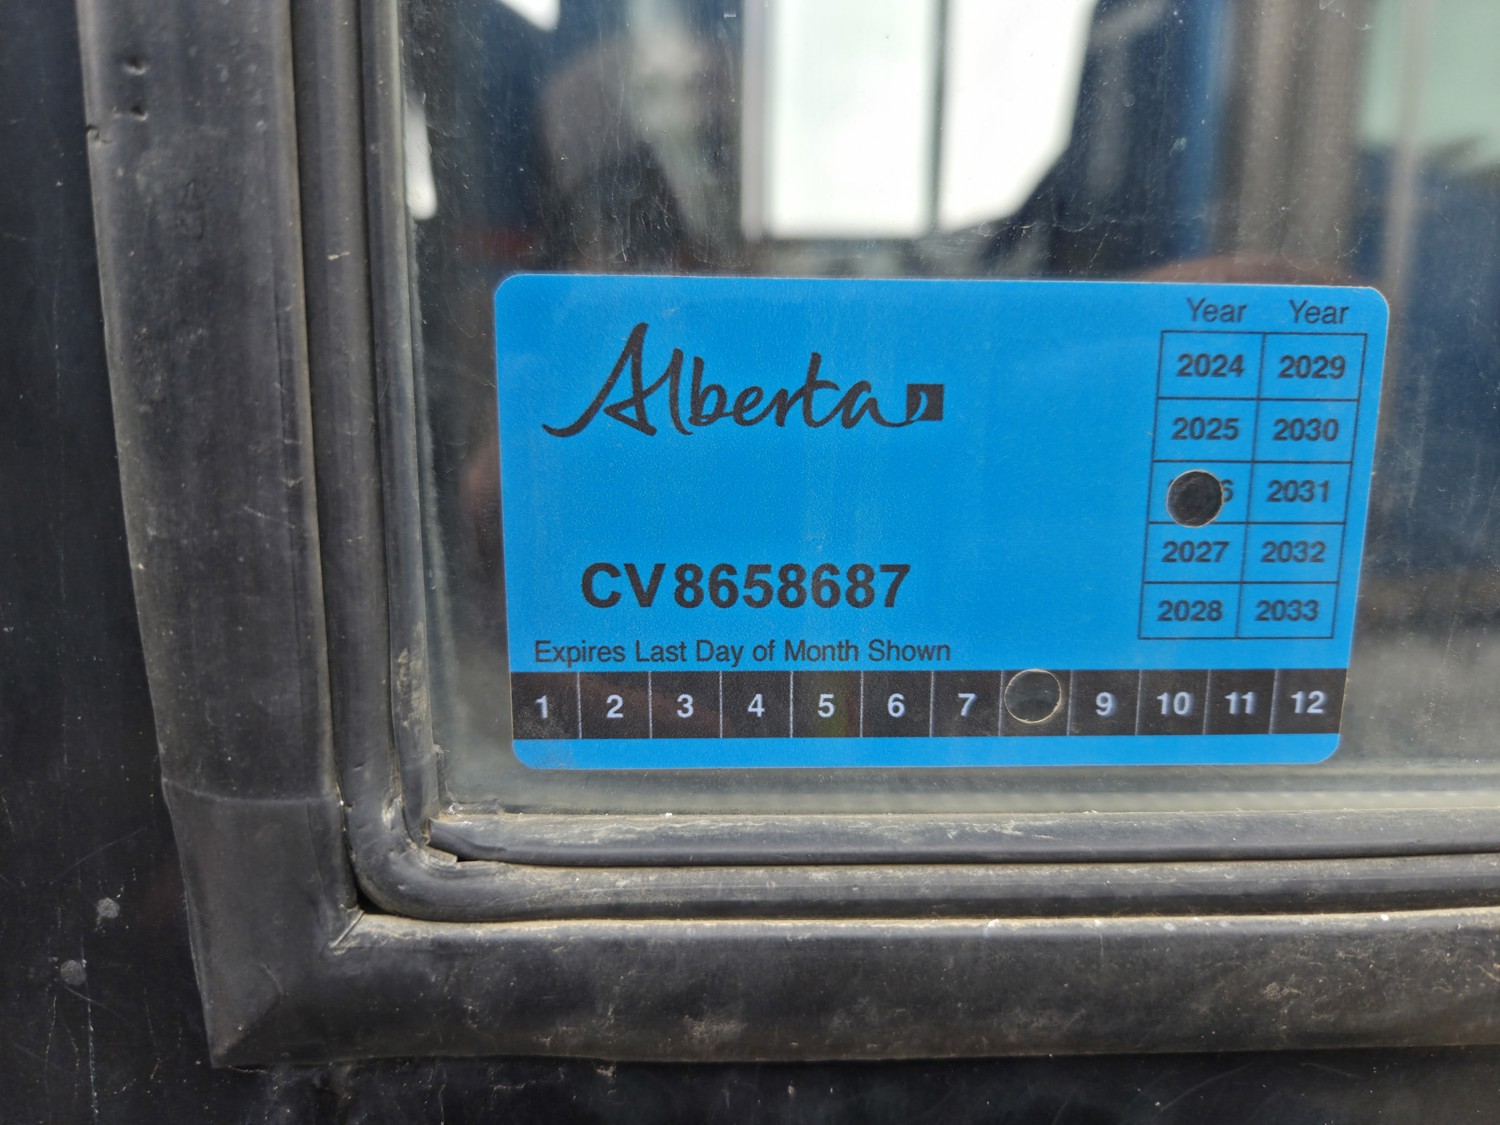 Alberta
Year Year
2024 2029
2025 2030
6 2031
2027 2032
2028 2033
CV8658687
Expires Last Day of Month Shown
1 2 3 4 5 6 7 9 10 11 12